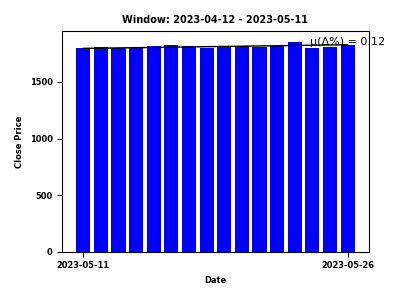 Window: 2023-04-12 - 2023-05-11
μ(Δ%) = 0.12
Close Price
1500
1000
500
0
2023-05-11
2023-05-26
Date